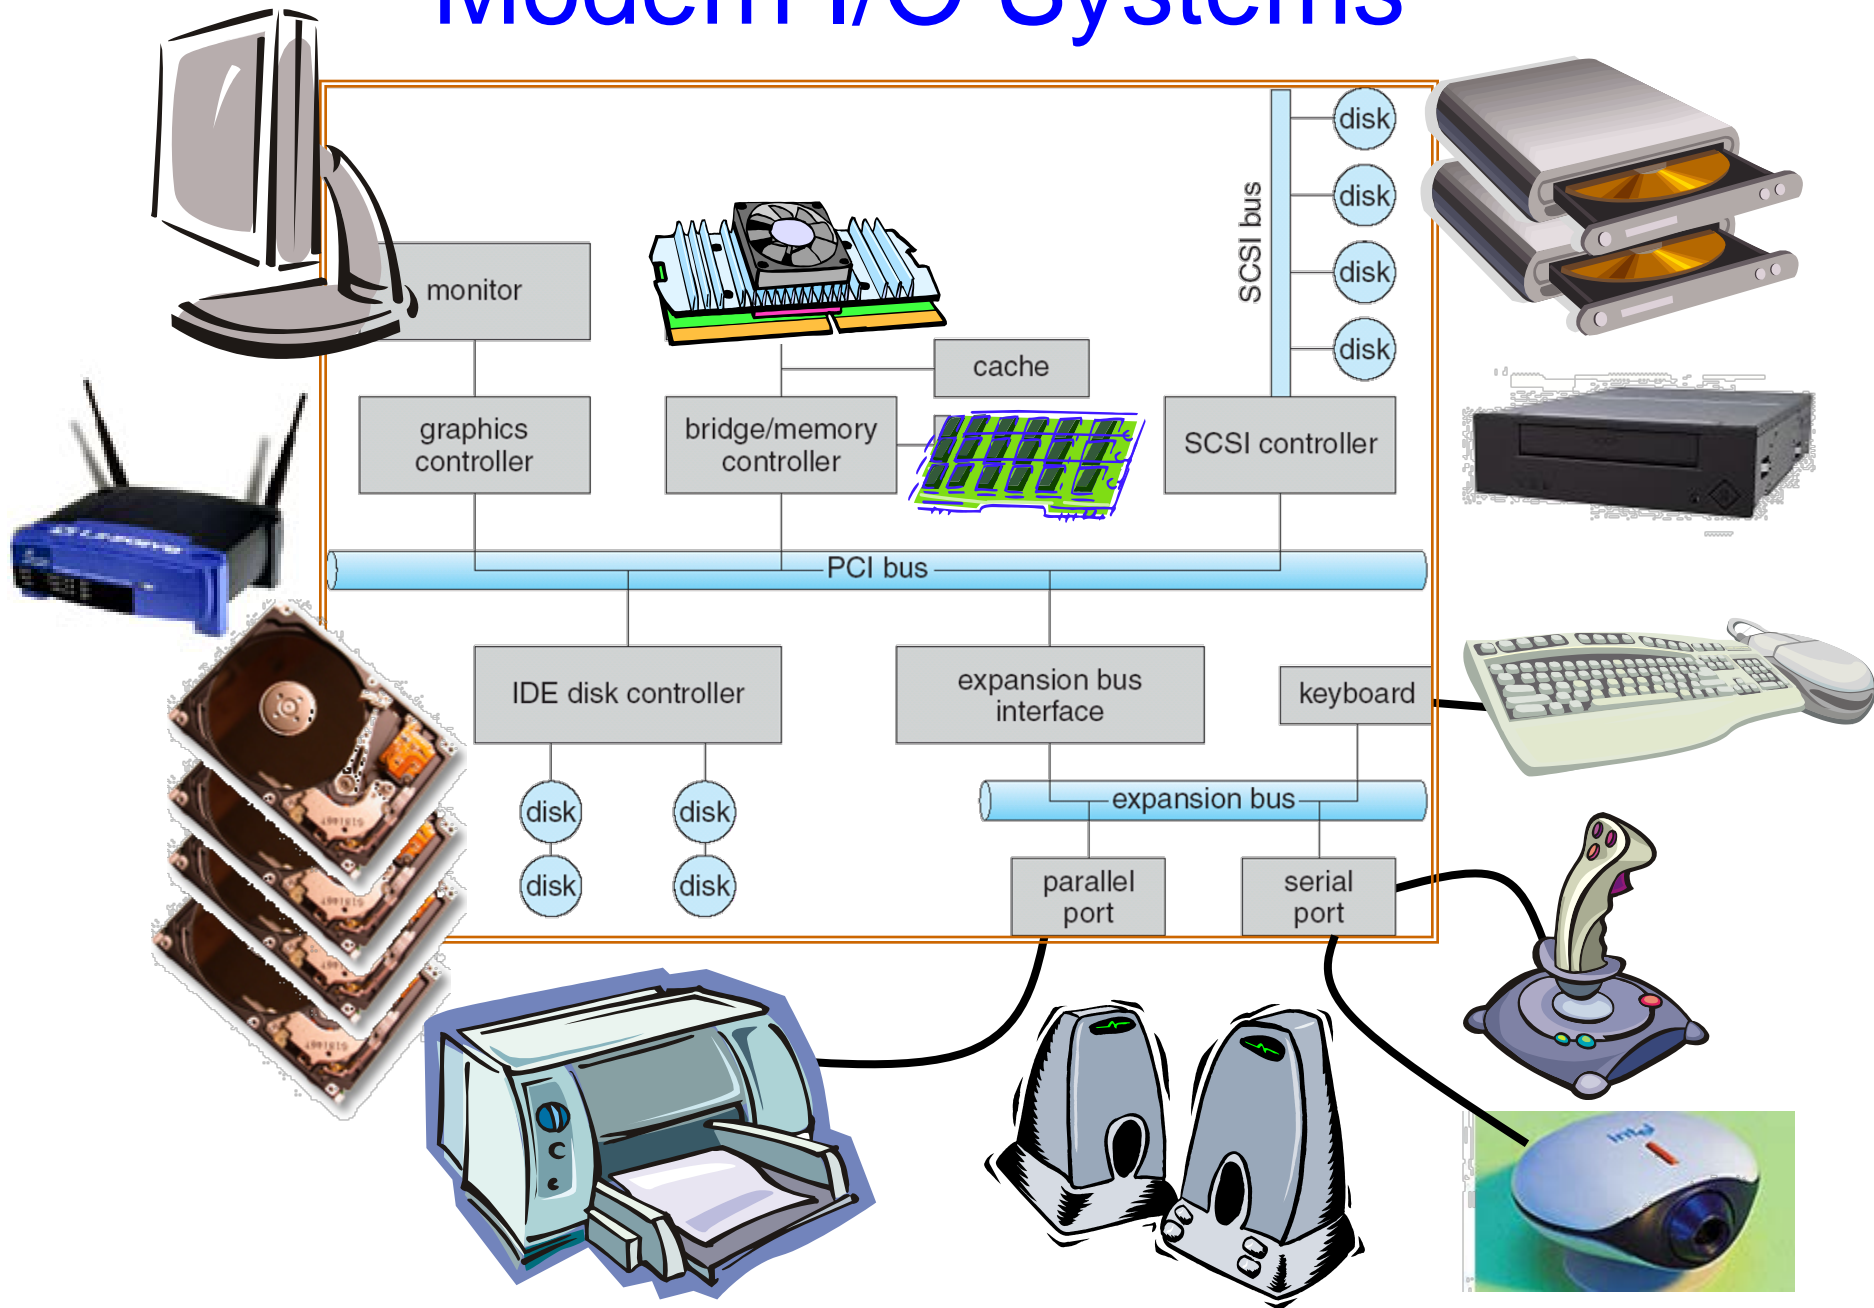 Modern I/O Systems
disk
disk
SCSI bus
disk
disk
monitor
cache
graphics
controller
bridge/memory
controller
SCSI controller
PCI bus
IDE disk controller
expansion bus
interface
keyboard
disk
disk
expansion bus
disk
disk
parallel
port
serial
port
intel